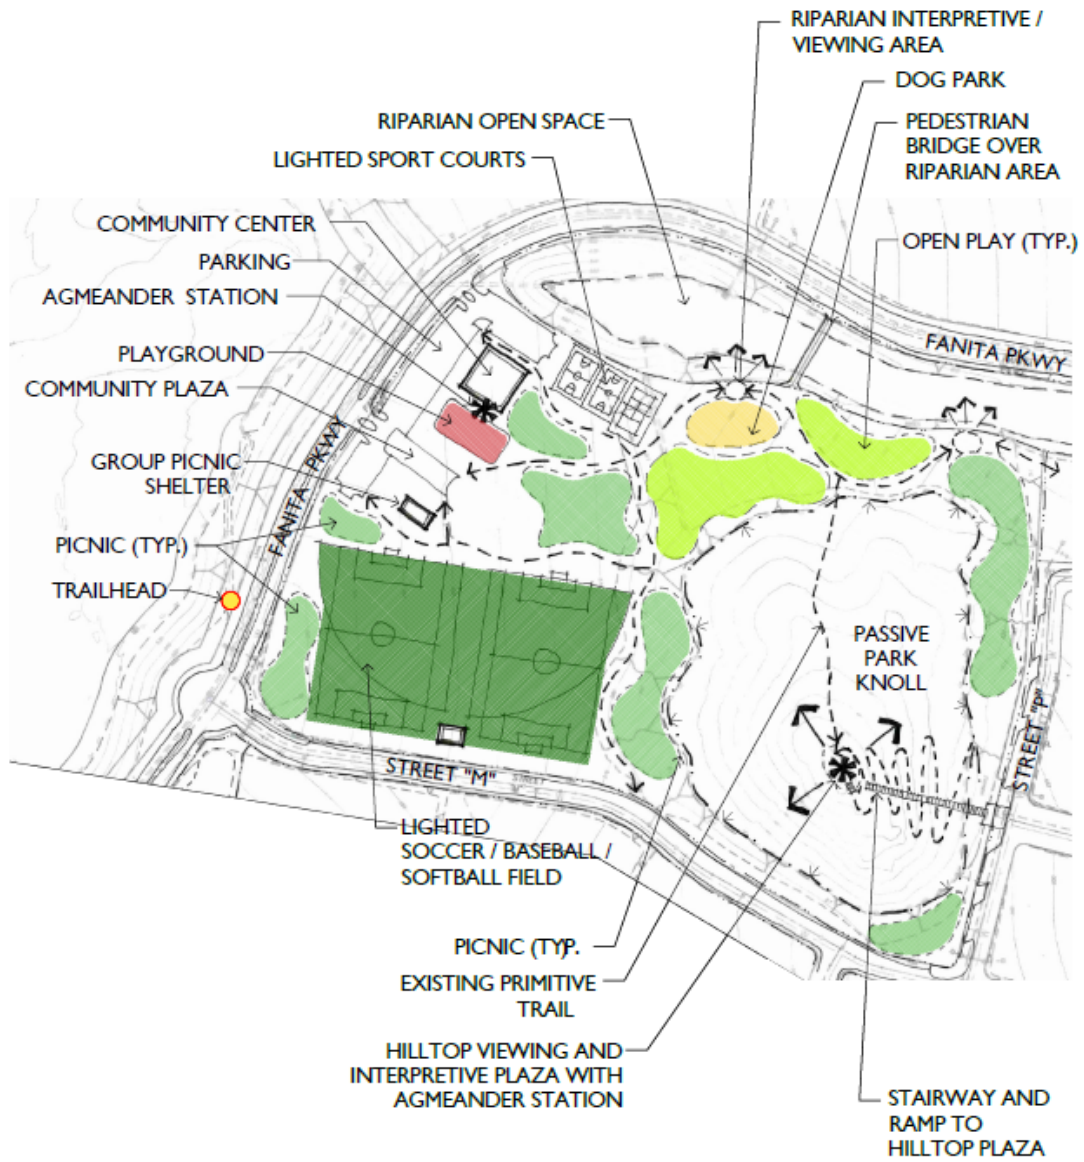 RIPARIAN INTERPRETIVE /
VIEWING AREA
DOG PARK
RIPARIAN OPEN SPACE
PEDESTRIAN
BRIDGE OVER
RIPARIAN AREA
LIGHTED SPORT COURTS
COMMUNITY CENTER
OPEN PLAY (TYP.)
PARKING
AGMEANDER STATION
PLAYGROUND
FANITA PKWY
COMMUNITY PLAZA
GROUP PICNIC
SHELTER
FANITA PKWY
PICNIC (TYP.)
TRAILHEAD
PASSIVE
PARK
KNOLL
STREET "P"
STREET "M"
LIGHTED
SOCCER / BASEBALL /
SOFTBALL FIELD
PICNIC (TYP.
EXISTING PRIMITIVE
TRAIL
HILLTOP VIEWING AND
INTERPRETIVE PLAZA WITH
AGMEANDER STATION
STAIRWAY AND
RAMP TO
HILLTOP PLAZA